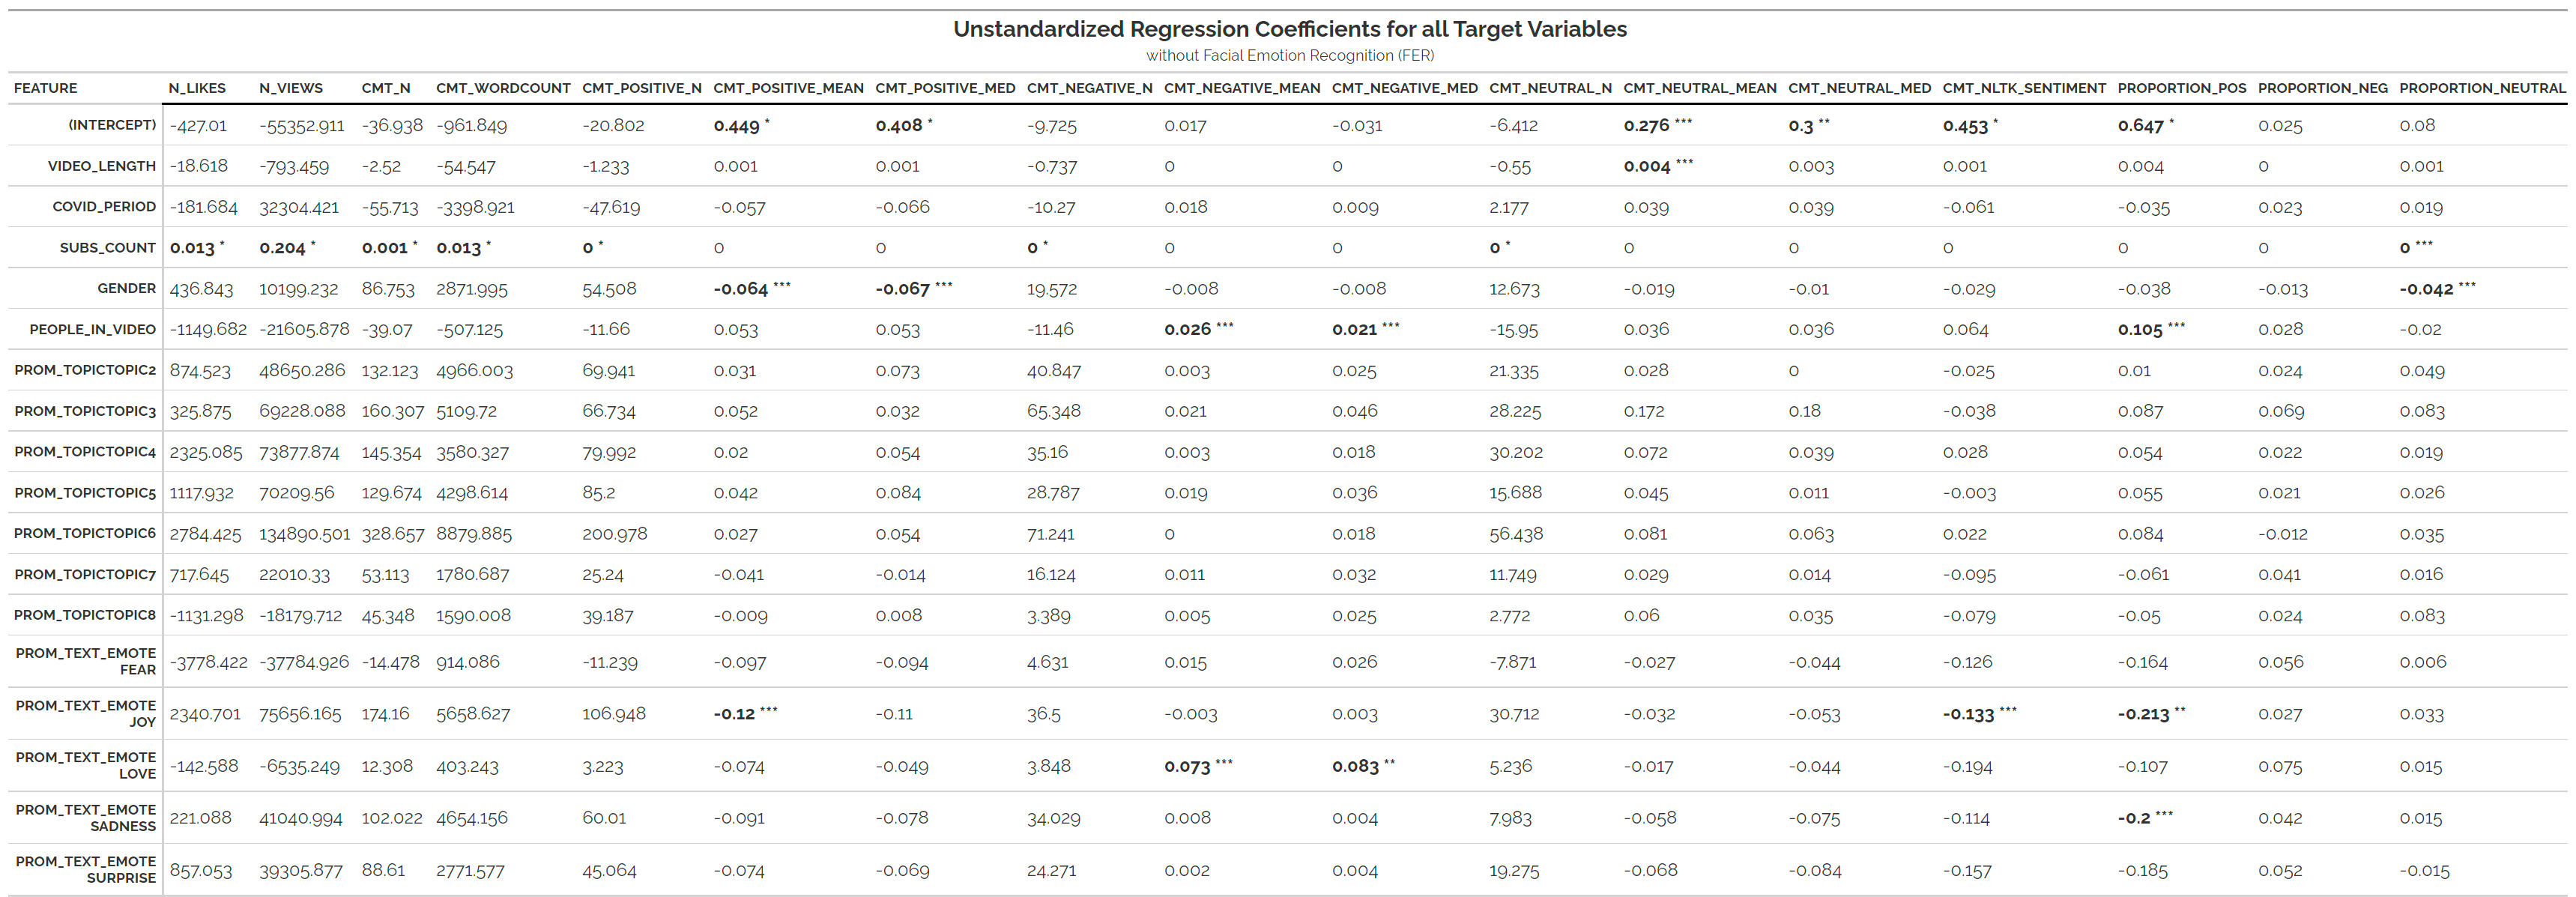 Unstandardized Regression Coefficients for all Target Variables
without Facial Emotion Recognition (FER)
FEATURE N_LIKES N_VIEWS CMT_N CMT_WORDCOUNT CMT_POSITIVE_N CMT_POSITIVE_MEAN CMT_POSITIVE_MED CMT_NEGATIVE_N CMT_NEGATIVE_MEAN CMT_NEGATIVE_MED CMT_NEUTRAL_N CMT_NEUTRAL_MEAN CMT_NEUTRAL_MED CMT_NLTK_SENTIMENT PROPORTION_POS PROPORTION_NEG PROPORTION_NEUTRAL
(INTERCEPT) -427.01 -55352.911 -36.938 -961.849 -20.802 0.449 * 0.408 * -9.725 0.017 -0.031 -6.412 0.276 *** 0.3 ** 0.453 * 0.647 * 0.025 0.08
VIDEO_LENGTH -18.618 -793.459 -2.52 -54.547 -1.233 0.001 0.001 -0.737 0 0 -0.55 0.004 *** 0.003 0.001 0.004 0 0.001
COVID_PERIOD -181.684 32304.421 -55.713 -3398.921 -47.619 -0.057 -0.066 -10.27 0.018 0.009 2.177 0.039 0.039 -0.061 -0.035 0.023 0.019
SUBS_COUNT 0.013 * 0.204 * 0.001 * 0.013 * 0 * 0 0 0 * 0 0 0 * 0 0 0 0 0 0 ***
GENDER 436.843 10199.232 86.753 2871.995 54.508 -0.064 *** -0.067 *** 19.572 -0.008 -0.008 12.673 -0.019 -0.01 -0.029 -0.038 -0.013 -0.042 ***
PEOPLE_IN_VIDEO -1149.682 -21605.878 -39.07 -507.125 -11.66 0.053 0.053 -11.46 0.026 *** 0.021 *** -15.95 0.036 0.036 0.064 0.105 *** 0.028 -0.02
PROM_TOPICTOPIC2 874.523 48650.286 132.123 4966.003 69.941 0.031 0.073 40.847 0.003 0.025 21.335 0.028 0 -0.025 0.01 0.024 0.049
PROM_TOPICTOPIC3 325.875 69228.088 160.307 5109.72 66.734 0.052 0.032 65.348 0.021 0.046 28.225 0.172 0.18 -0.038 0.087 0.069 0.083
PROM_TOPICTOPIC4 2325.085 73877.874 145.354 3580.327 79.992 0.02 0.054 35.16 0.003 0.018 30.202 0.072 0.039 0.028 0.054 0.022 0.019
PROM_TOPICTOPIC5 1117.932 70209.56 129.674 4298.614 85.2 0.042 0.084 28.787 0.019 0.036 15.688 0.045 0.011 -0.003 0.055 0.021 0.026
PROM_TOPICTOPIC6 2784.425 134890.501 328.657 8879.885 200.978 0.027 0.054 71.241 0 0.018 56.438 0.081 0.063 0.022 0.084 -0.012 0.035
PROM_TOPICTOPIC7 717.645 22010.33 53.113 1780.687 25.24 -0.041 -0.014 16.124 0.011 0.032 11.749 0.029 0.014 -0.095 -0.061 0.041 0.016
PROM_TOPICTOPIC8 -1131.298 -18179.712 45.348 1590.008 39.187 -0.009 0.008 3.389 0.005 0.025 2.772 0.06 0.035 -0.079 -0.05 0.024 0.083
PROM_TEXT_EMOTE
FEAR -3778.422 -37784.926 -14.478 914.086 -11.239 -0.097 -0.094 4.631 0.015 0.026 -7.871 -0.027 -0.044 -0.126 -0.164 0.056 0.006
PROM_TEXT_EMOTE
JOY 2340.701 75656.165 174.16 5658.627 106.948 -0.12 *** -0.11 36.5 -0.003 0.003 30.712 -0.032 -0.053 -0.133 *** -0.213 ** 0.027 0.033
PROM_TEXT_EMOTE
LOVE -142.588 -6535.249 12.308 403.243 3.223 -0.074 -0.049 3.848 0.073 *** 0.083 ** 5.236 -0.017 -0.044 -0.194 -0.107 0.075 0.015
PROM_TEXT_EMOTE
SADNESS 221.088 41040.994 102.022 4654.156 60.01 -0.091 -0.078 34.029 0.008 0.004 7.983 -0.058 -0.075 -0.114 -0.2 *** 0.042 0.015
PROM_TEXT_EMOTE
SURPRISE 857.053 39305.877 88.61 2771.577 45.064 -0.074 -0.069 24.271 0.002 0.004 19.275 -0.068 -0.084 -0.157 -0.185 0.052 -0.015